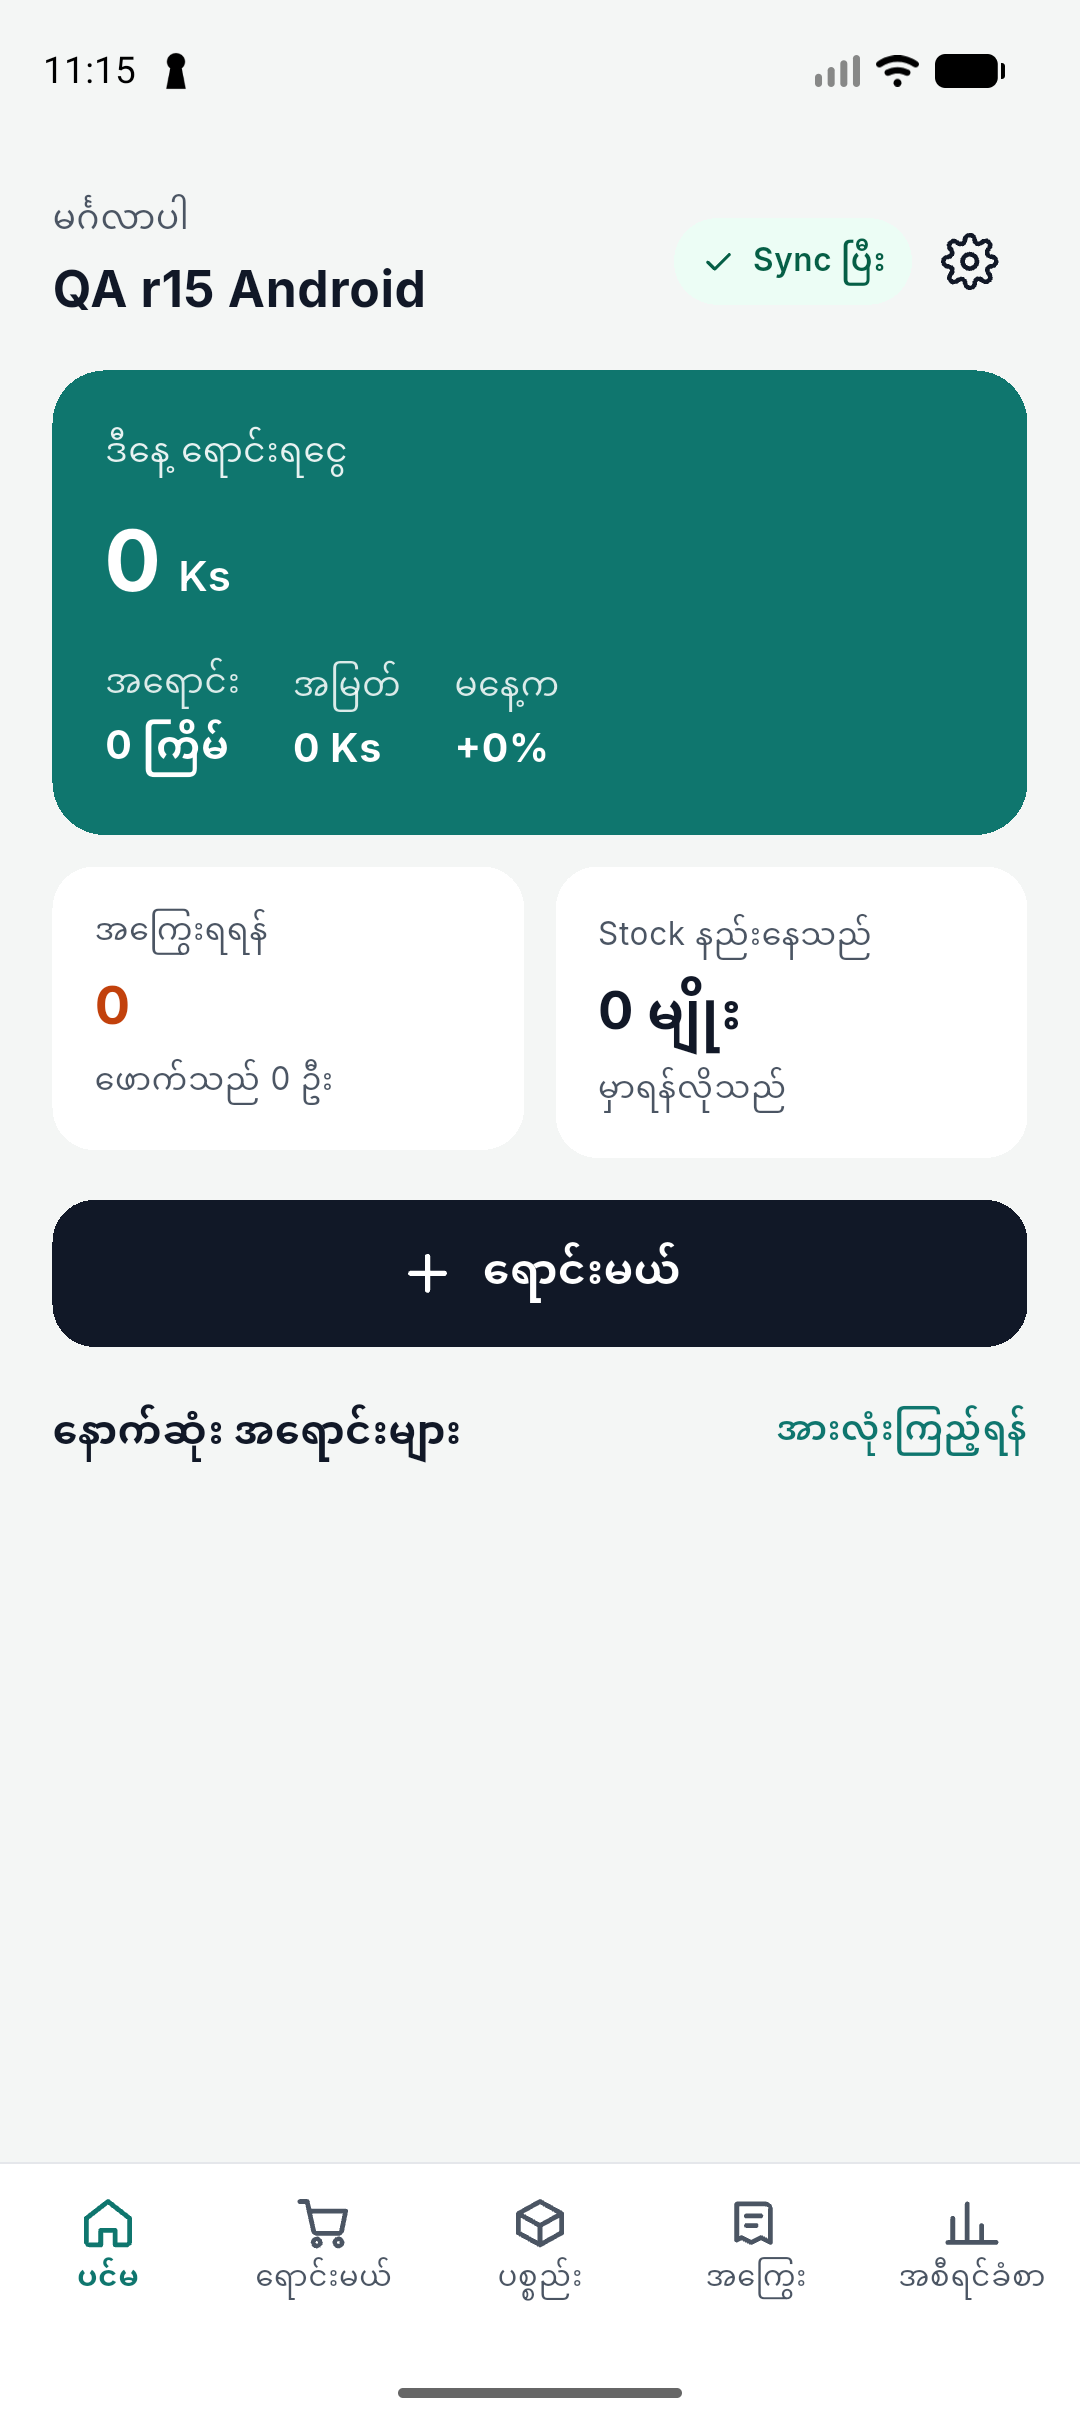 11:15
မင်္ဂလာပါ
QA r15 Android
Sync ပြီး
ဒီနေ့ ရောင်းရငွေ
0 Ks
အရောင်း အမြတ် မနေ့က
0 ကြိမ် 0 Ks +0%
အကြွေးရရန်
0
ဖောက်သည် 0 ဦး
Stock နည်းနေသည်
0 မျိုး
မှာရန်လိုသည်
ရောင်းမယ်
နောက်ဆုံး အရောင်းများ
အားလုံးကြည့်ရန်
ပင်မ ရောင်းမယ် ပစ္စည်း အကြွေး အစီရင်ခံစာ